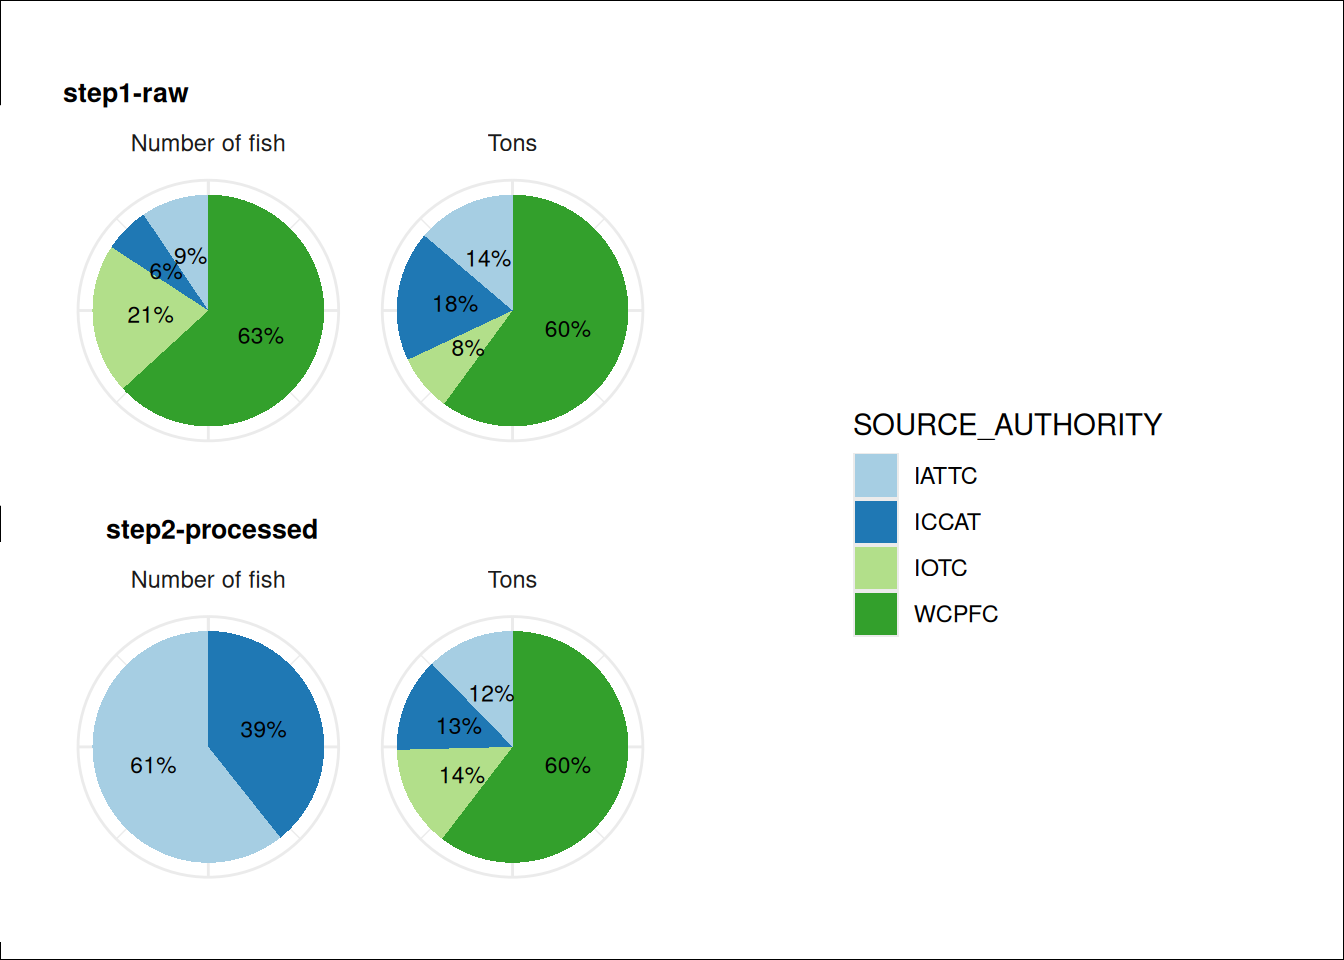 step1-raw
Number of fish
Tons
9%
6%
21%
63%
14%
18%
8%
60%
SOURCE_AUTHORITY
IATTC
ICCAT
IOTC
WCPFC
step2-processed
Number of fish
Tons
39%
61%
12%
13%
14%
60%